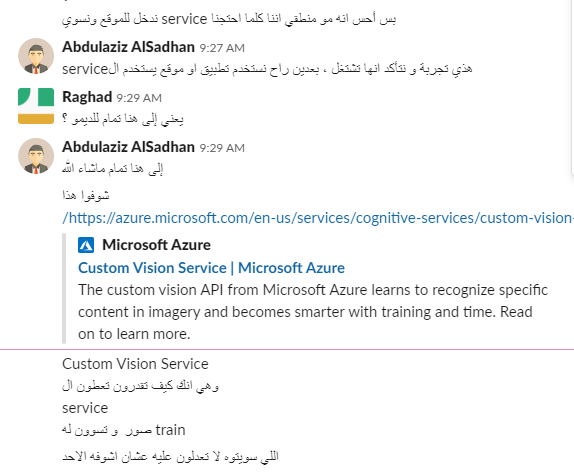 بس أحس انه مو منطقي اننا كلما احتجنا service ندخل للموقع ونسوي
Abdulaziz AlSadhan 9:27 AM
هذي تجربة و نتأكد انها تشتغل ، بعدين راح نستخدم تطبيق او موقع يستخدم الservice
Raghad 9:29 AM
يعني إلى هنا تمام للديمو ؟
Abdulaziz AlSadhan 9:29 AM
إلى هنا تمام ماشاء الله
شوفوا هذا
/https://azure.microsoft.com/en-us/services/cognitive-services/custom-vision-
Microsoft Azure
Custom Vision Service | Microsoft Azure
The custom vision API from Microsoft Azure learns to recognize specific
content in imagery and becomes smarter with training and time. Read
on to learn more.
Custom Vision Service
وهي انك كيف تقدرون تعطون ال
service
صور و تسوون له train
اللي سويتوه لا تعدلون عليه عشان اشوفه الاحد